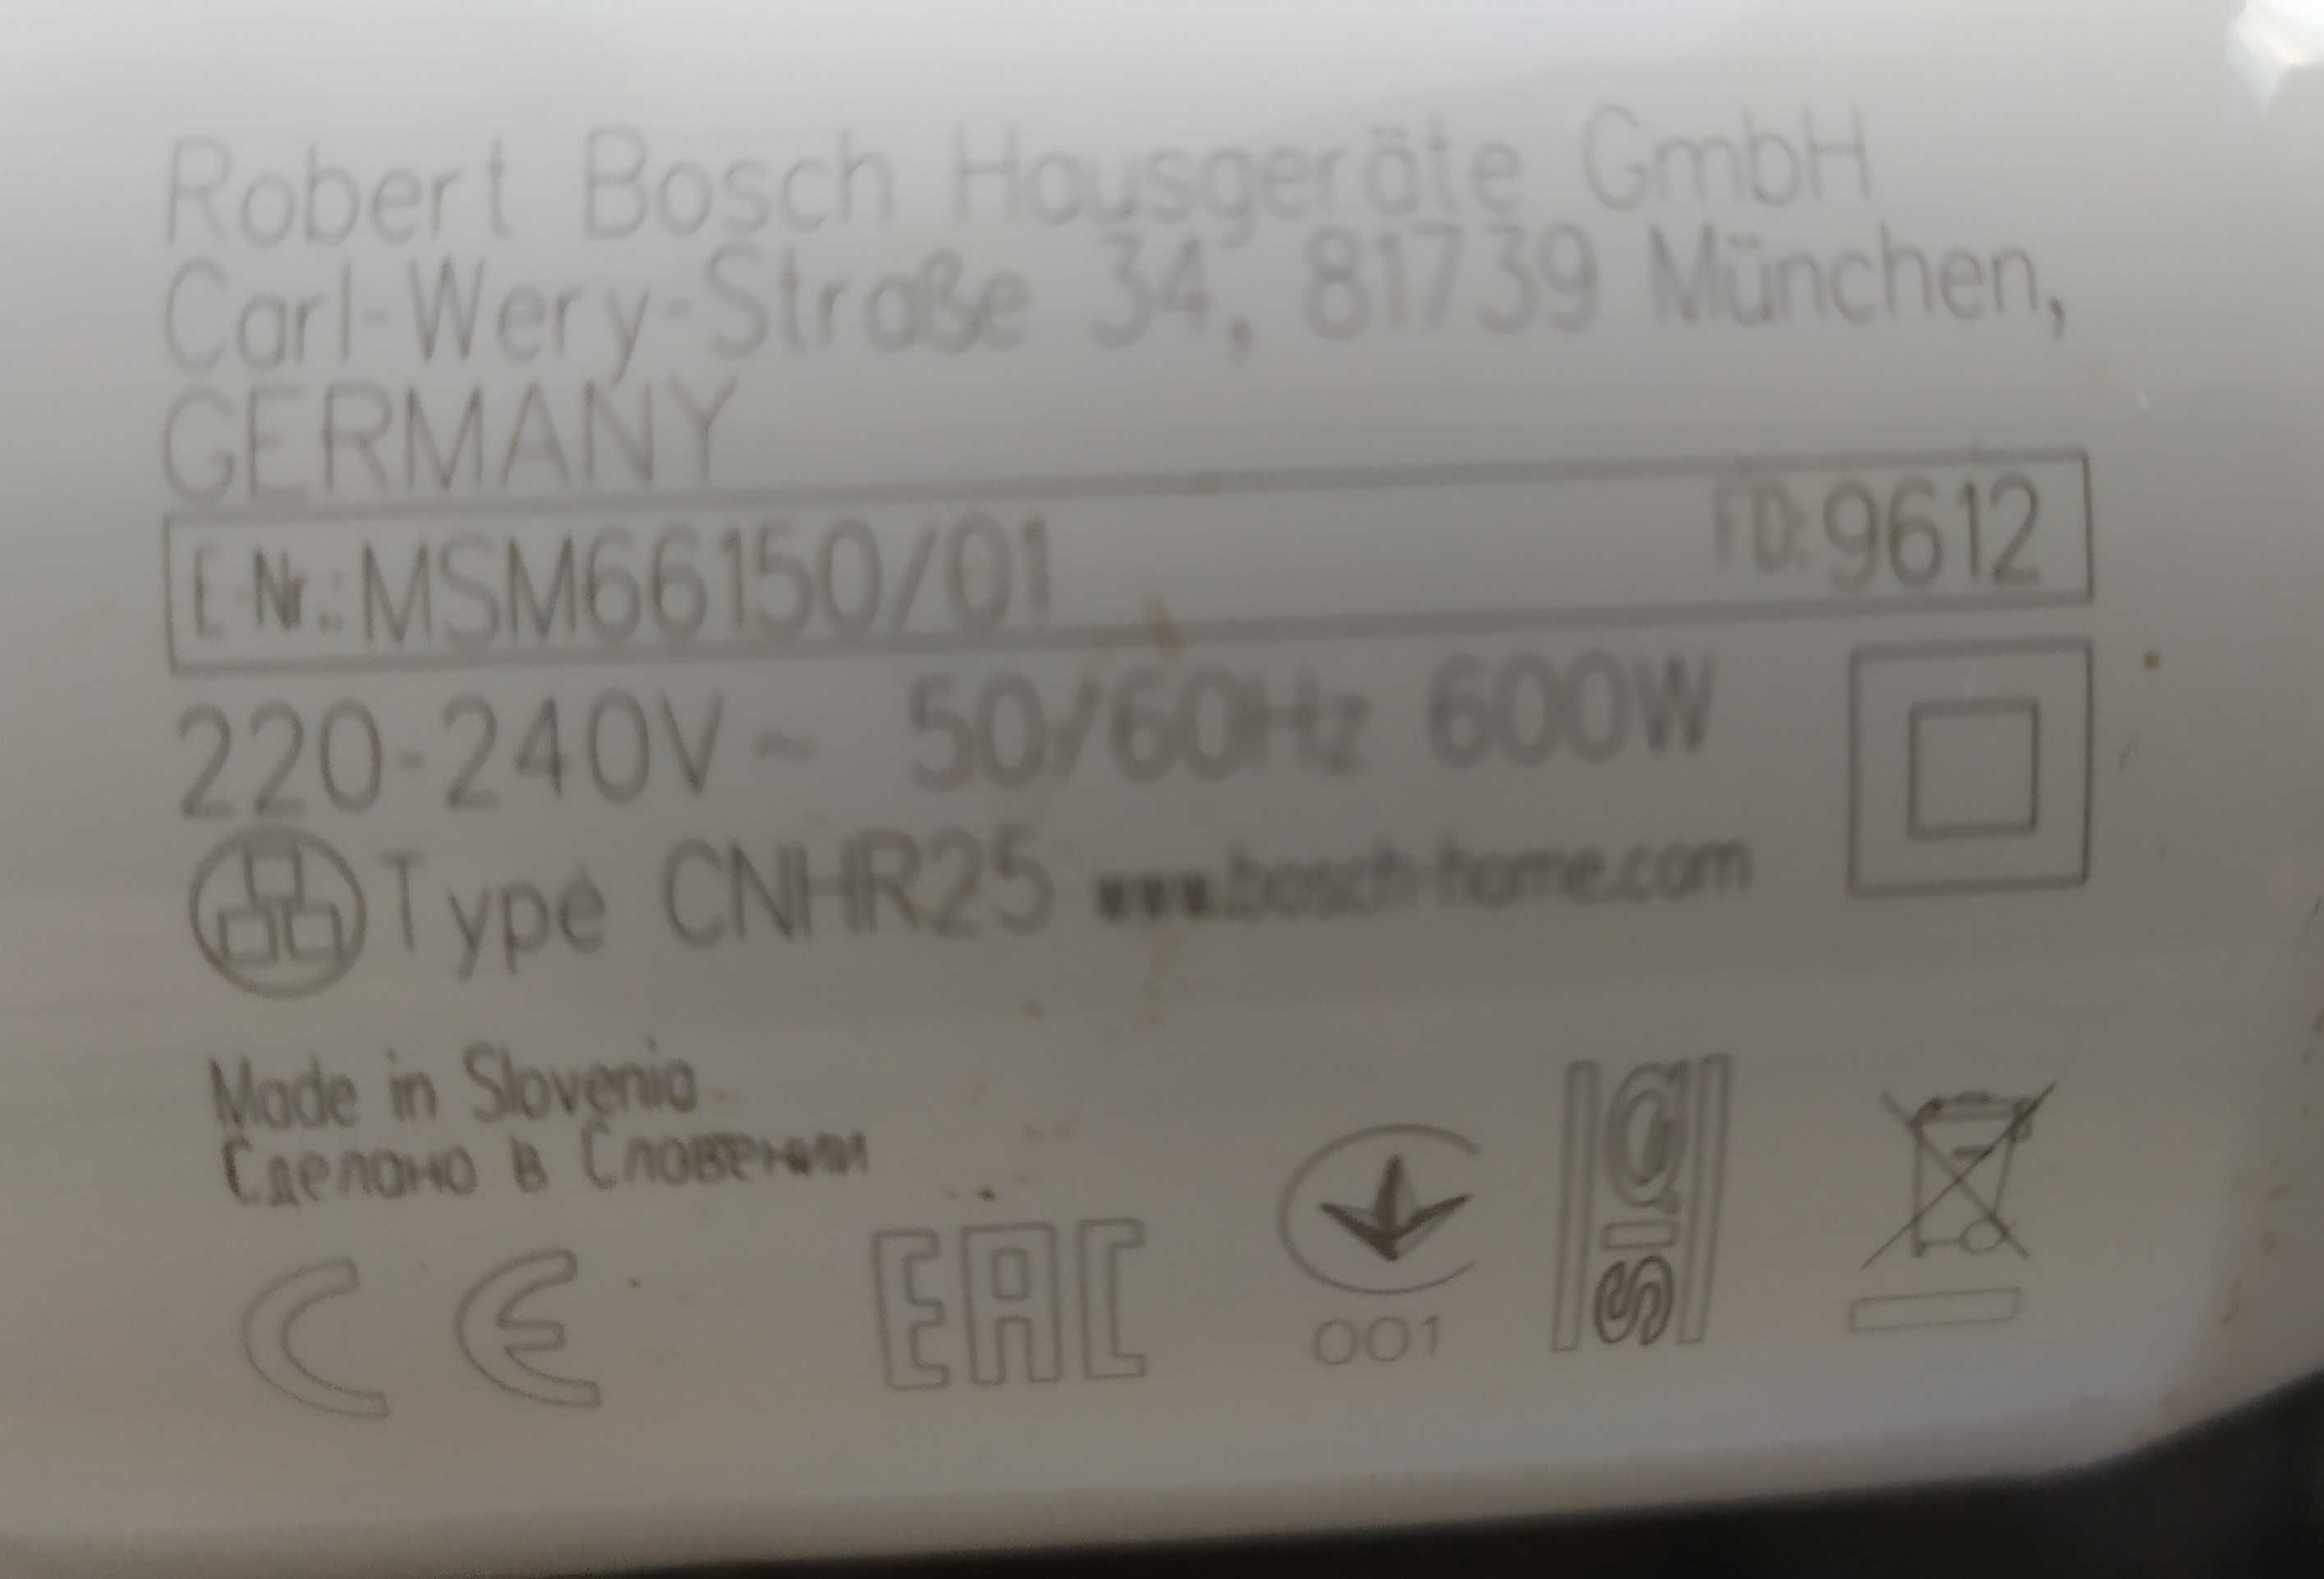 Robert Bosch Hausgeräte GmbH
Carl-Wery-Straße 34, 81739 München,
GERMANY
E-Nr.: MSM66150/01 FD: 9612
220-240V ~ 50/60Hz 600W
Type CNHR25 www.bosch-home.com
Made in Slovenia
Сделано в Словении
CE EAC 001 SIQ